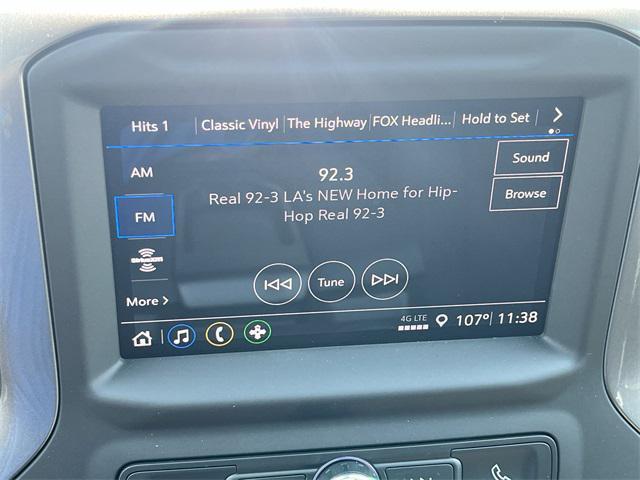 Hits 1 Classic Vinyl The Highway FOX Headli... Hold to Set
AM
92.3
Sound
Real 92-3 LA's NEW Home for Hip-
Hop Real 92-3
Browse
FM
SiriusXM
Tune
More
4G LTE
107° 11:38